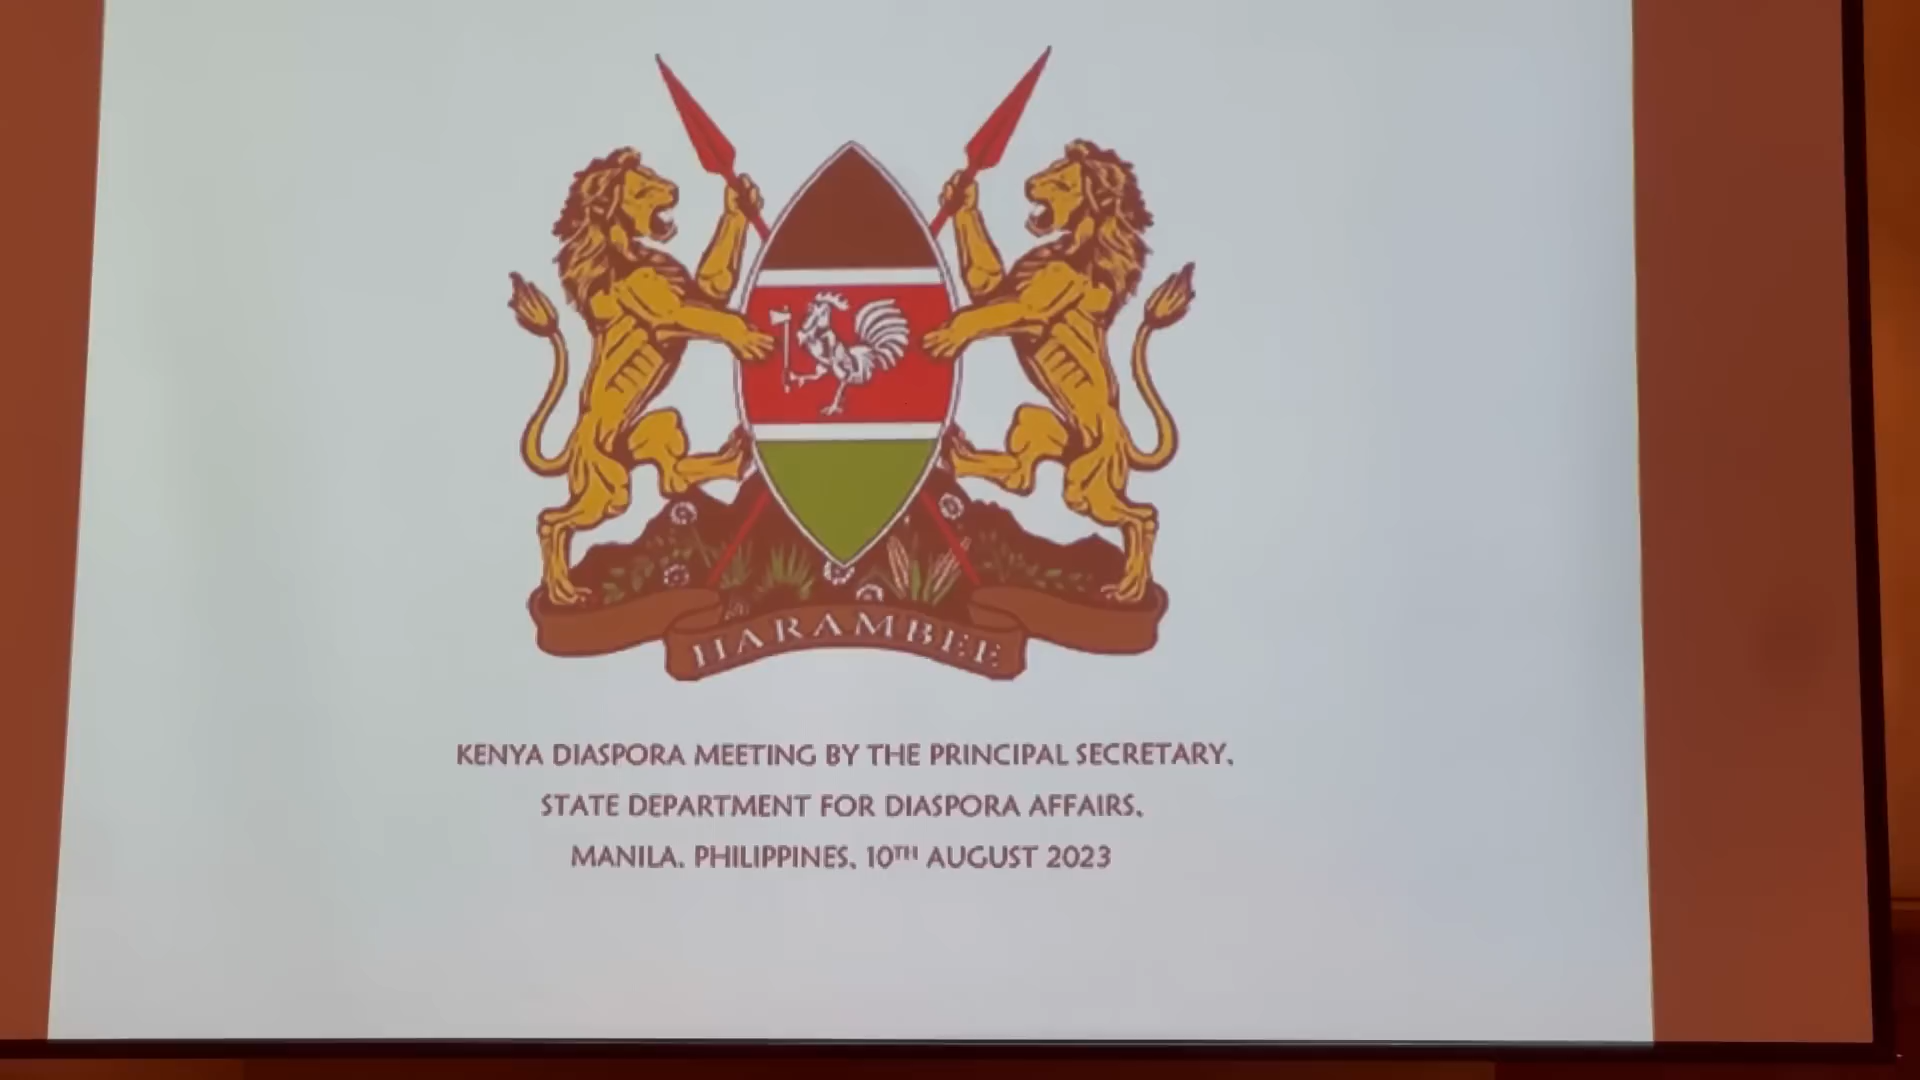 HARAMBEE
KENYA DIASPORA MEETING BY THE PRINCIPAL SECRETARY,
STATE DEPARTMENT FOR DIASPORA AFFAIRS,
MANILA, PHILIPPINES, 10TH AUGUST 2023